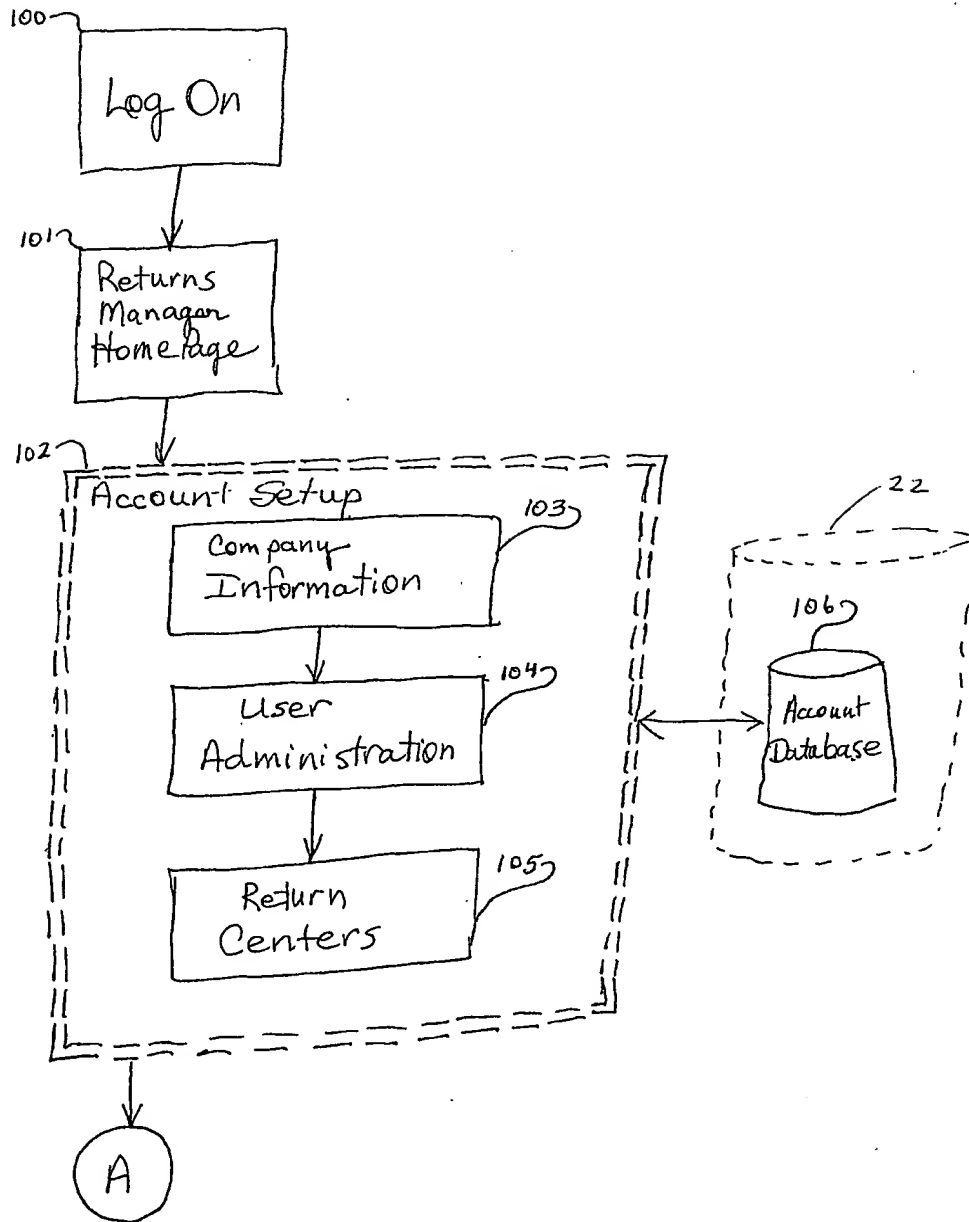 100
Log On
101
Returns
Manager
HomePage
102
Account Setup
103
Company
Information
22
106
104
User
Administration
Account
Database
105
Return
Centers
A